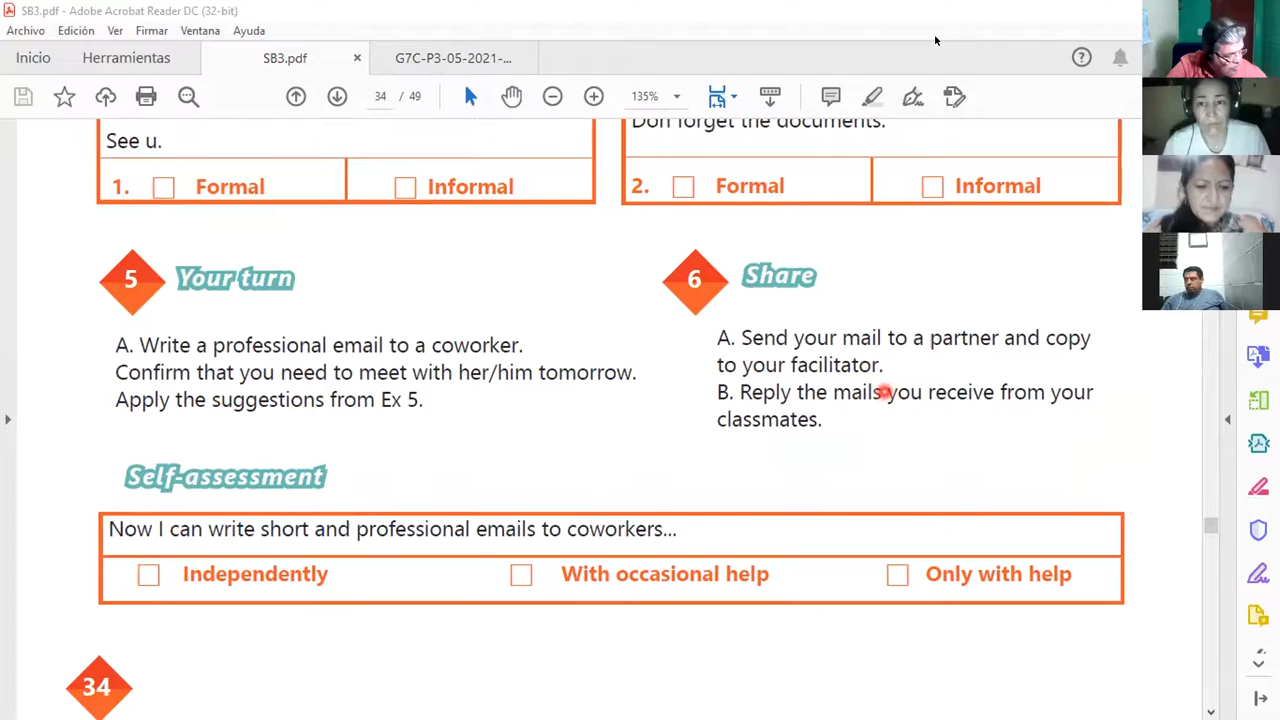 SB3.pdf - Adobe Acrobat Reader DC (32-bit)
Archivo Edición Ver Firmar Ventana Ayuda
Inicio Herramientas SB3.pdf × G7C-P3-05-2021-...
34 / 49 135%
See u.
Don forget the documents.
1. Formal Informal
2. Formal Informal
5 Your turn
A. Write a professional email to a coworker.
Confirm that you need to meet with her/him tomorrow.
Apply the suggestions from Ex 5.
6 Share
A. Send your mail to a partner and copy
to your facilitator.
B. Reply the mails you receive from your
classmates.
Self-assessment
Now I can write short and professional emails to coworkers...
Independently With occasional help Only with help
34